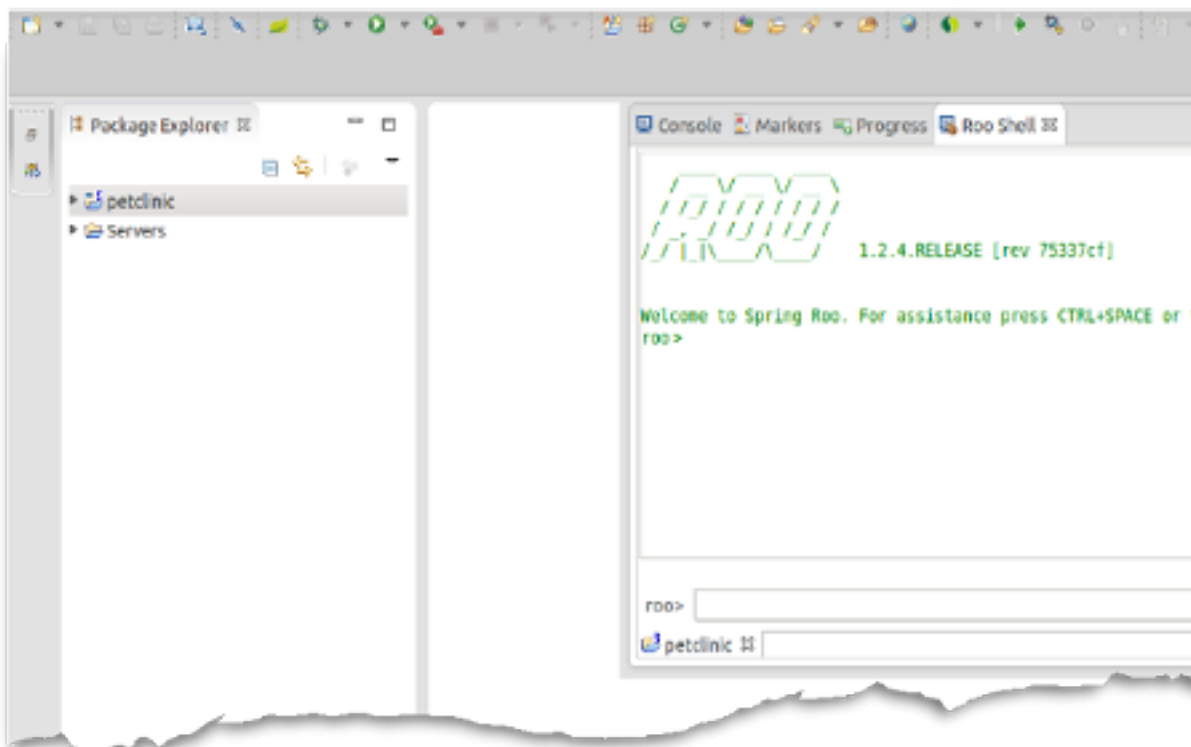 Package Explorer
petclinic
Servers
Console Markers Progress Roo Shell
1.2.4.RELEASE [rev 75337cf]
Welcome to Spring Roo. For assistance press CTRL+SPACE or
roo>
roo>
petclinic